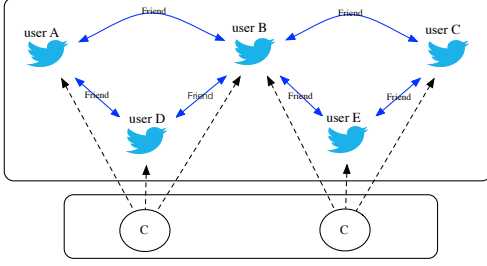 Friend
Friend
user A
user B
user C
Friend
Friend
Friend
Friend
user D
user E
C
C